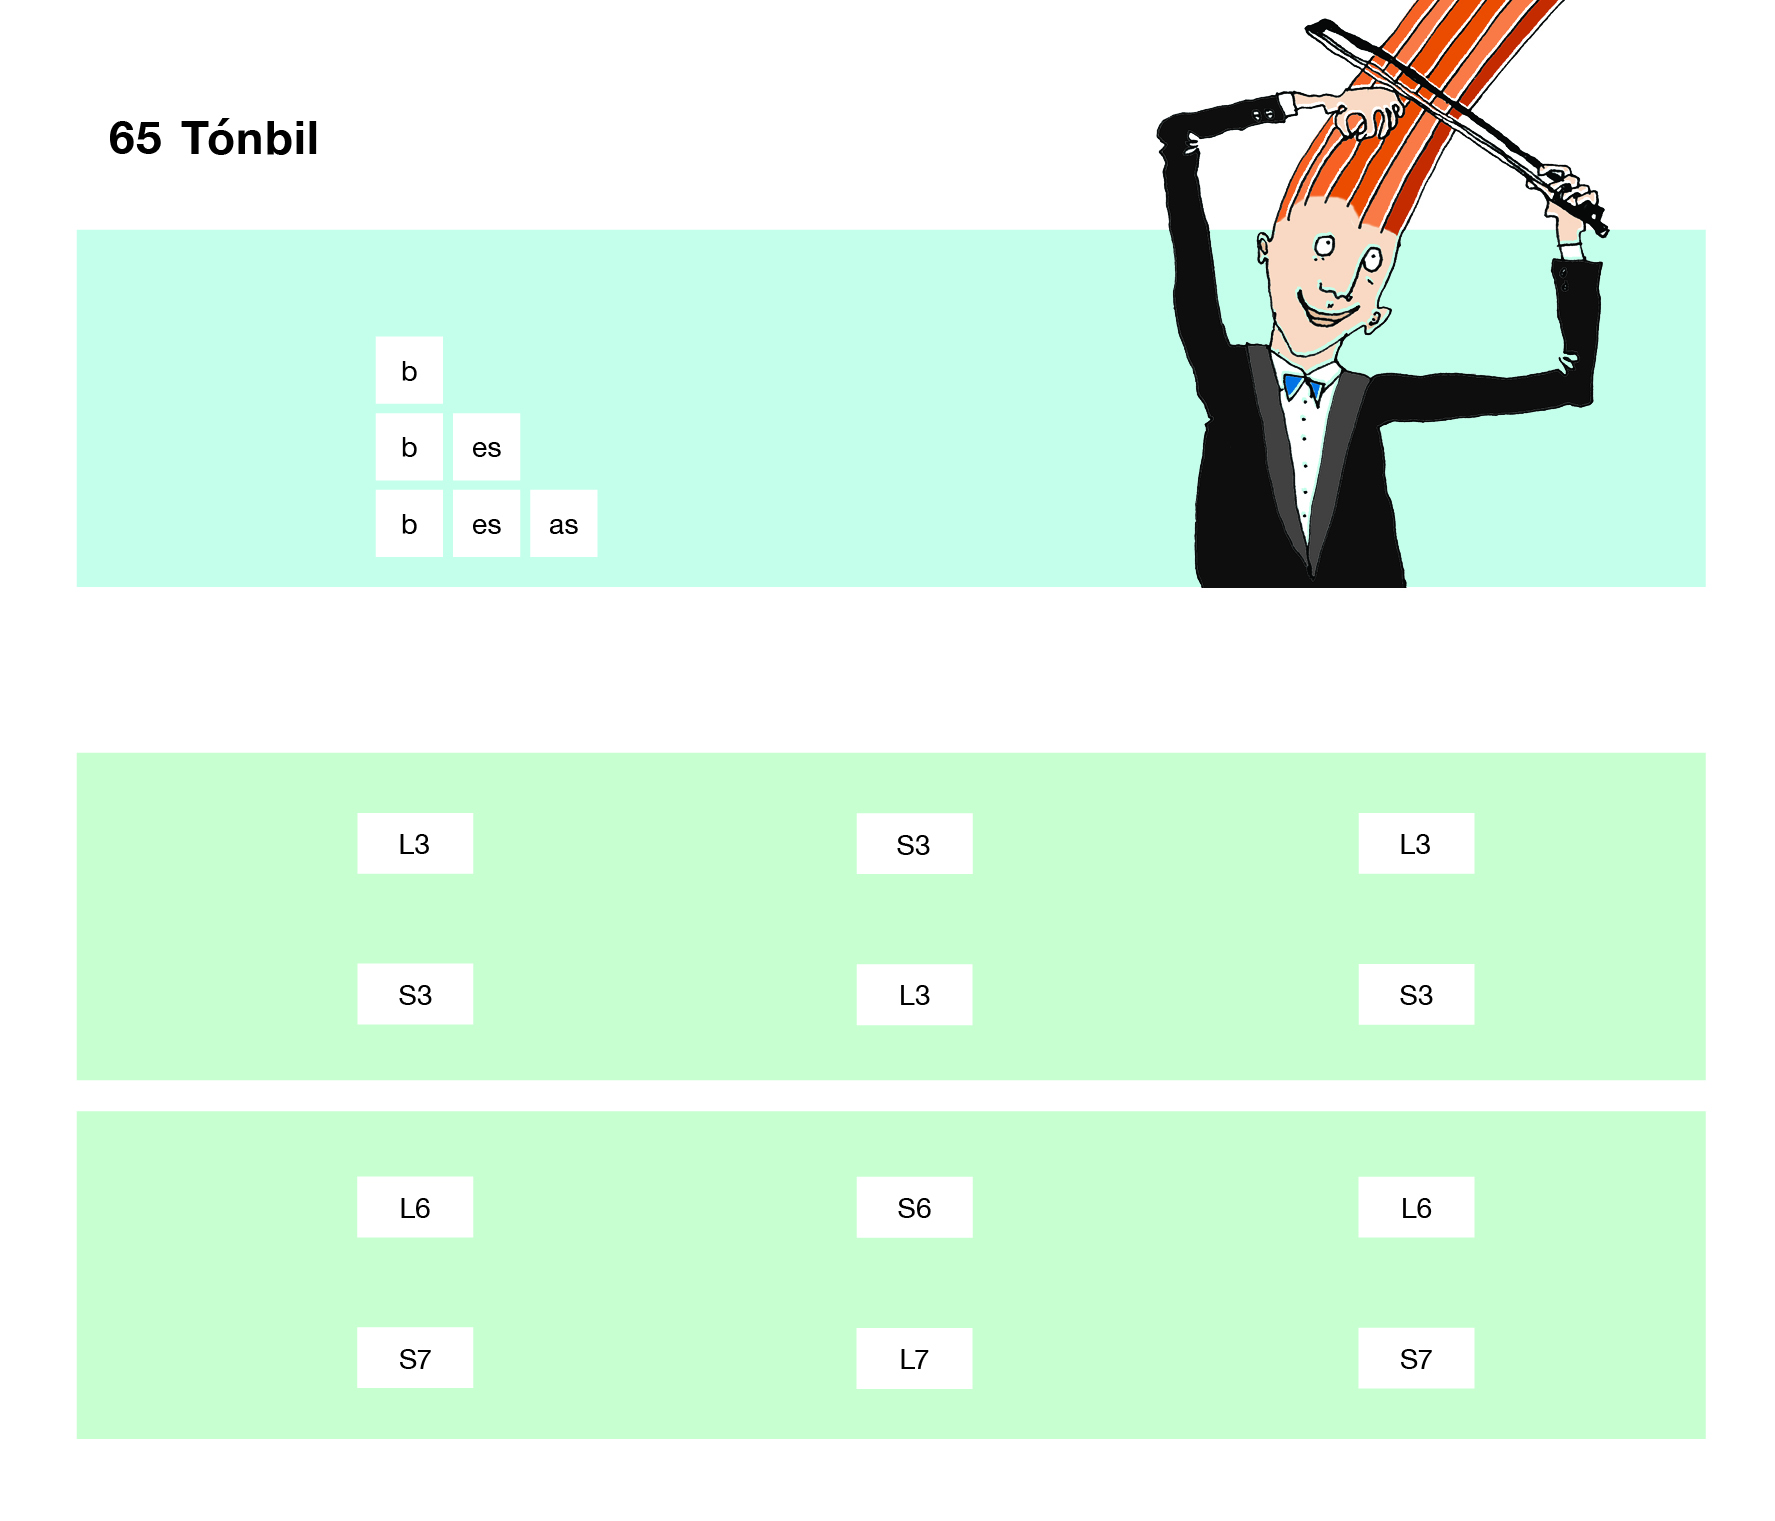 65 Tónbil
b
b es
b es as
L3 S3 L3
S3 L3 S3
L6 S6 L6
S7 L7 S7